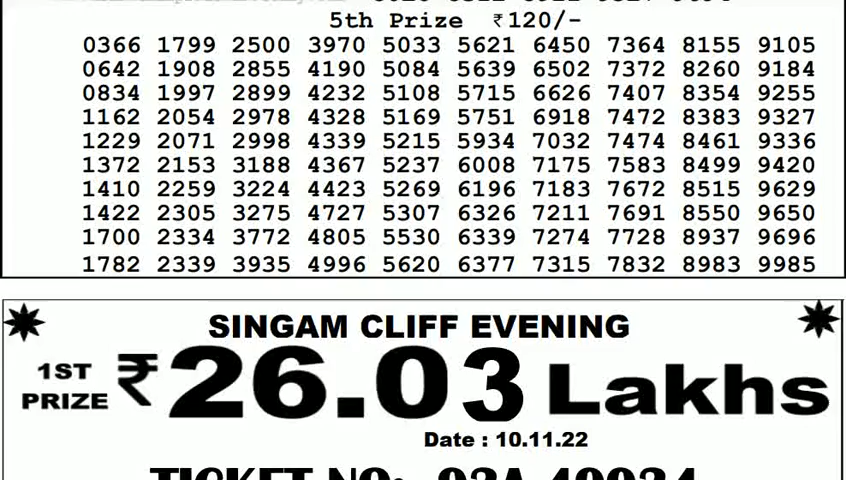 5th Prize ₹120/-
0366 1799 2500 3970 5033 5621 6450 7364 8155 9105
0642 1908 2855 4190 5084 5639 6502 7372 8260 9184
0834 1997 2899 4232 5108 5715 6626 7407 8354 9255
1162 2054 2978 4328 5169 5751 6918 7472 8383 9327
1229 2071 2998 4339 5215 5934 7032 7474 8461 9336
1372 2153 3188 4367 5237 6008 7175 7583 8499 9420
1410 2259 3224 4423 5269 6196 7183 7672 8515 9629
1422 2305 3275 4727 5307 6326 7211 7691 8550 9650
1700 2334 3772 4805 5530 6339 7274 7728 8937 9696
1782 2339 3935 4996 5620 6377 7315 7832 8983 9985
SINGAM CLIFF EVENING
1ST PRIZE ₹26.03 Lakhs
Date : 10.11.22
TICKET NO: